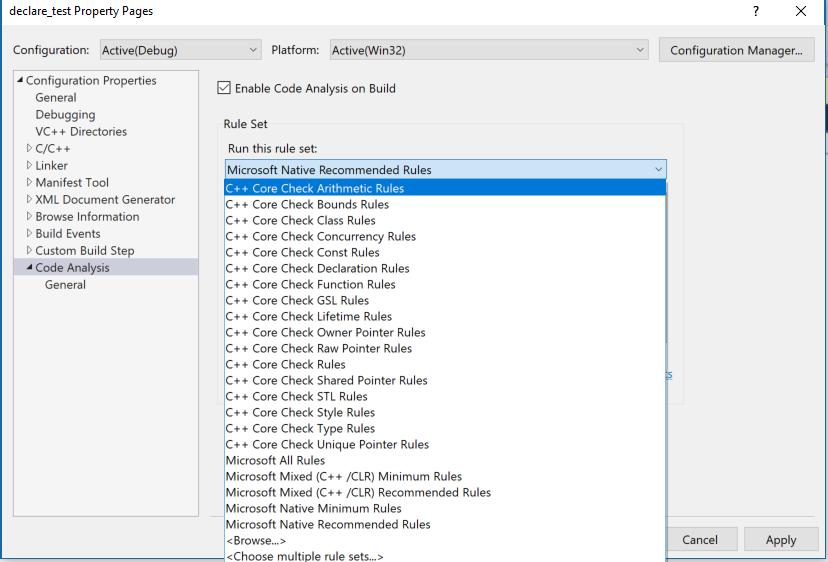 declare_test Property Pages
? ×
Configuration: Active(Debug) Platform: Active(Win32) Configuration Manager...
Configuration Properties
General
Debugging
VC++ Directories
C/C++
Linker
Manifest Tool
XML Document Generator
Browse Information
Build Events
Custom Build Step
Code Analysis
General
Enable Code Analysis on Build
Rule Set
Run this rule set:
Microsoft Native Recommended Rules
C++ Core Check Arithmetic Rules
C++ Core Check Bounds Rules
C++ Core Check Class Rules
C++ Core Check Concurrency Rules
C++ Core Check Const Rules
C++ Core Check Declaration Rules
C++ Core Check Function Rules
C++ Core Check GSL Rules
C++ Core Check Lifetime Rules
C++ Core Check Owner Pointer Rules
C++ Core Check Raw Pointer Rules
C++ Core Check Rules
C++ Core Check Shared Pointer Rules
C++ Core Check STL Rules
C++ Core Check Style Rules
C++ Core Check Type Rules
C++ Core Check Unique Pointer Rules
Microsoft All Rules
Microsoft Mixed (C++ /CLR) Minimum Rules
Microsoft Mixed (C++ /CLR) Recommended Rules
Microsoft Native Minimum Rules
Microsoft Native Recommended Rules
<Browse...>
<Choose multiple rule sets...>
Cancel Apply